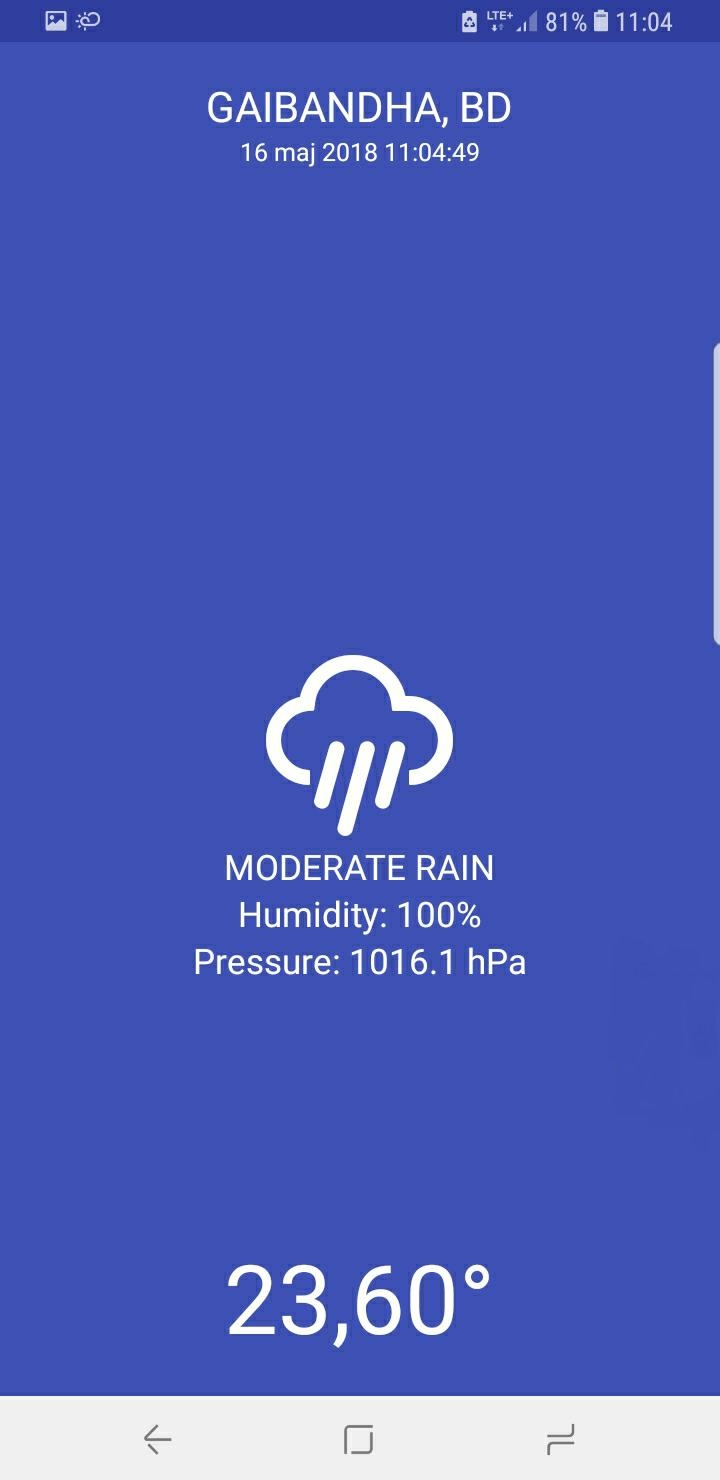 LTE+ 81% 11:04
GAIBANDHA, BD
16 maj 2018 11:04:49
MODERATE RAIN
Humidity: 100%
Pressure: 1016.1 hPa
23,60°